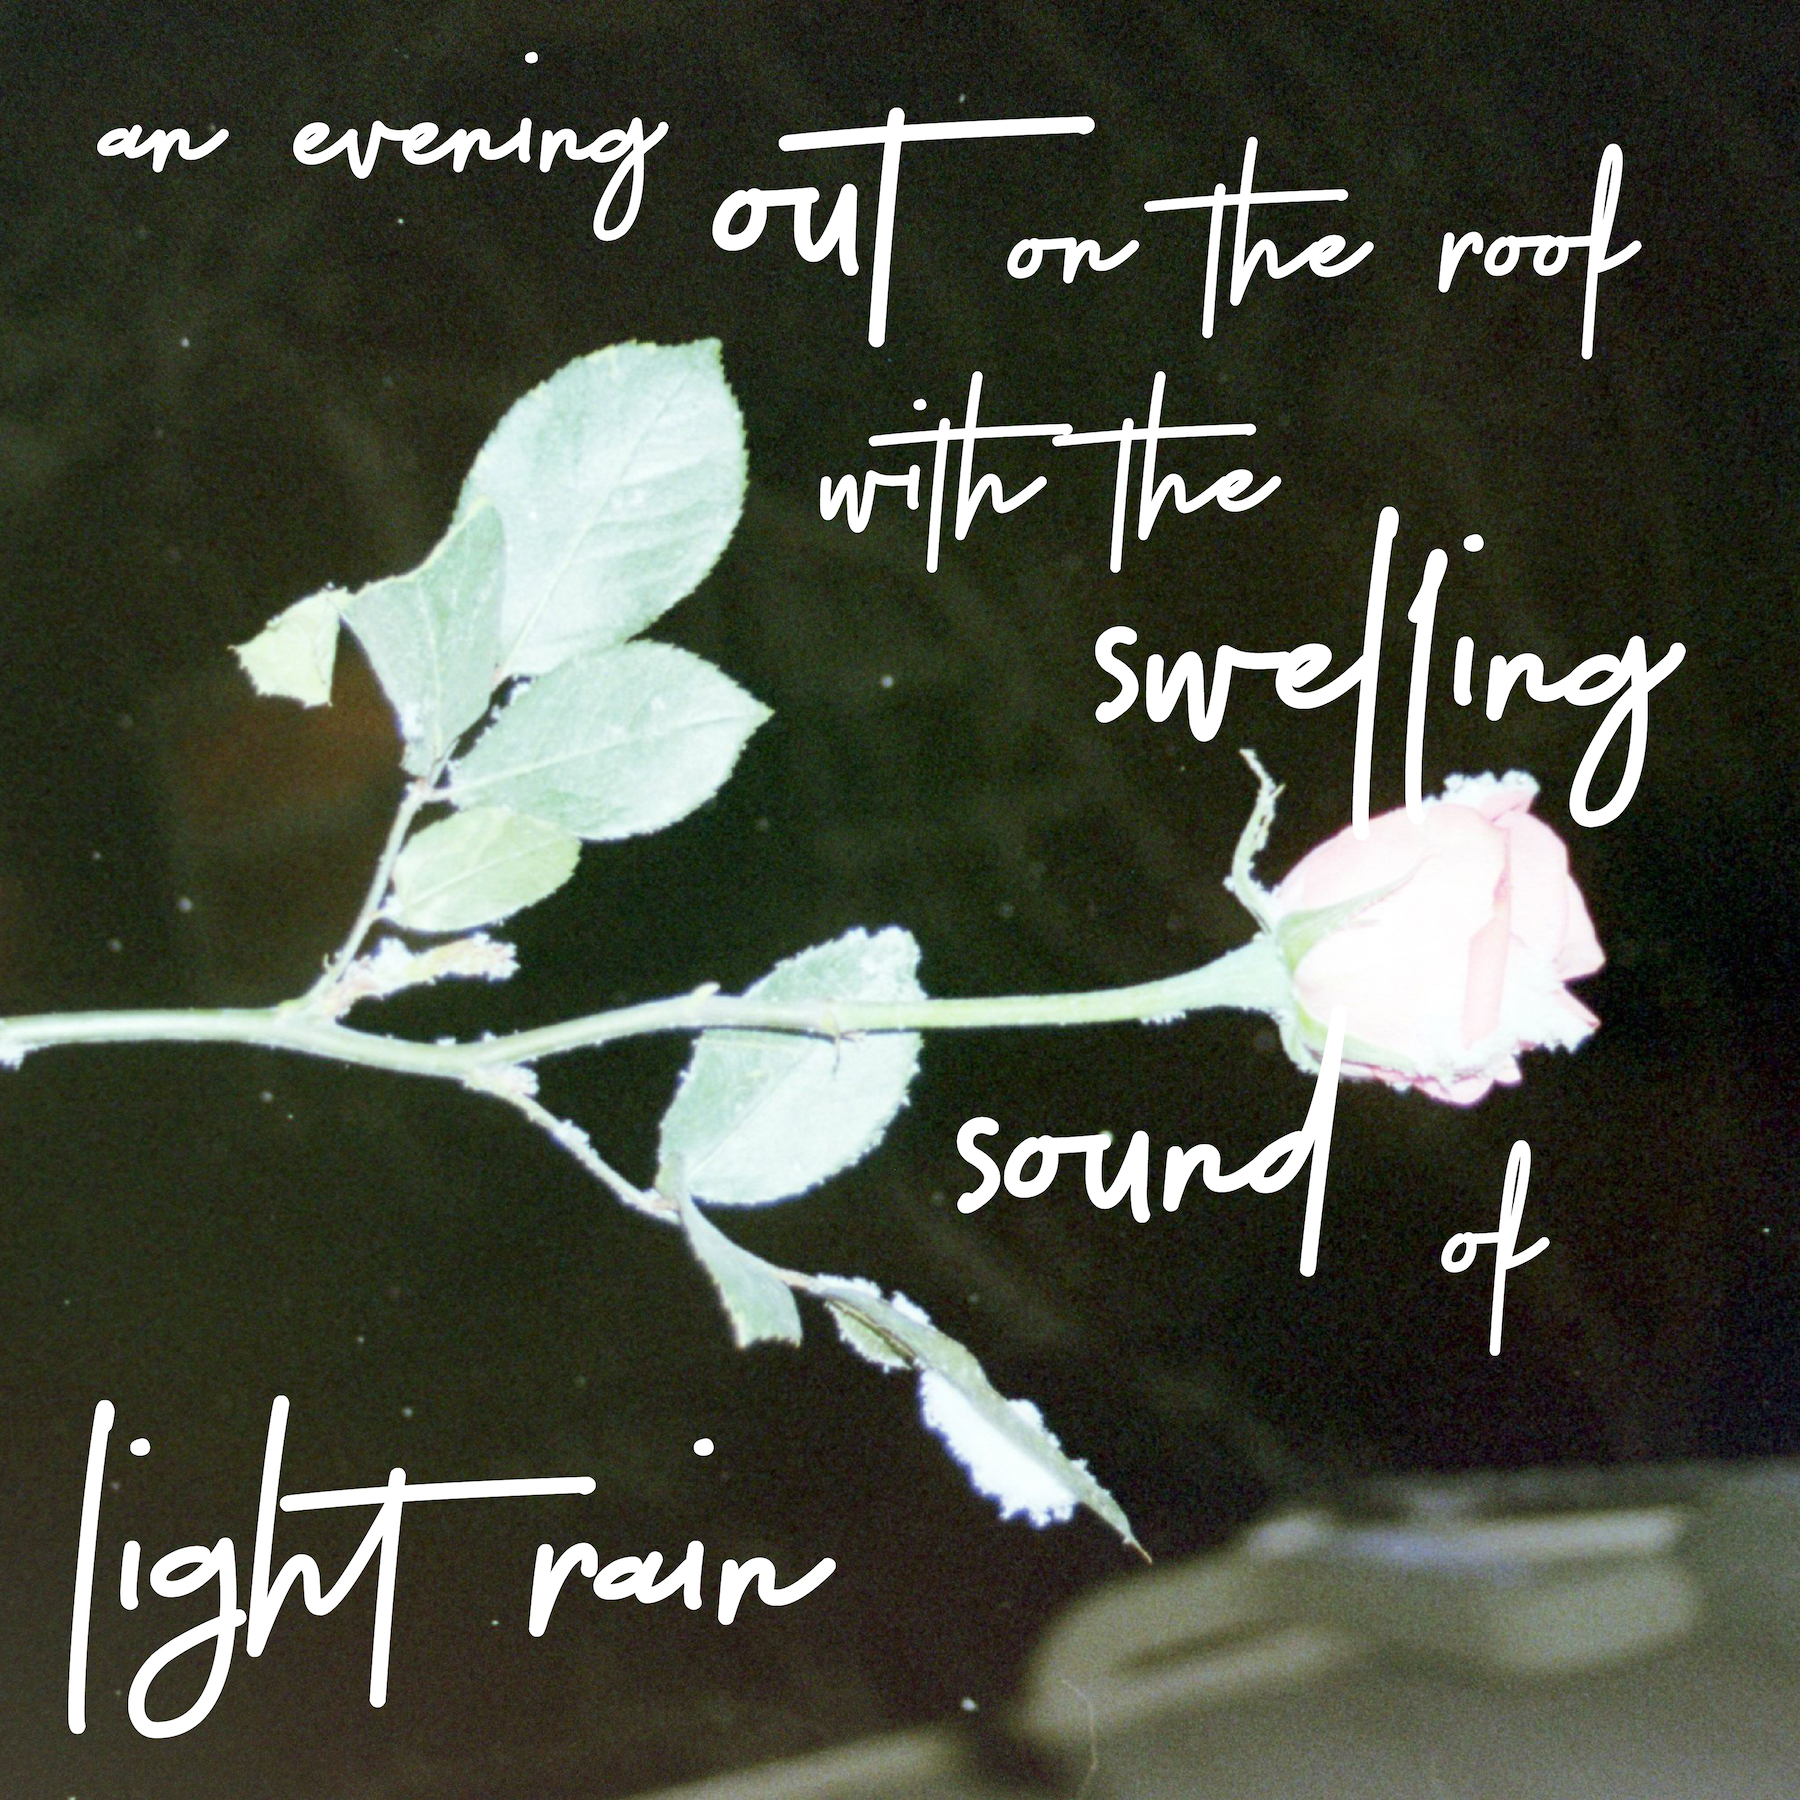 an evening out on the roof
with the
swelling
sound of
light rain